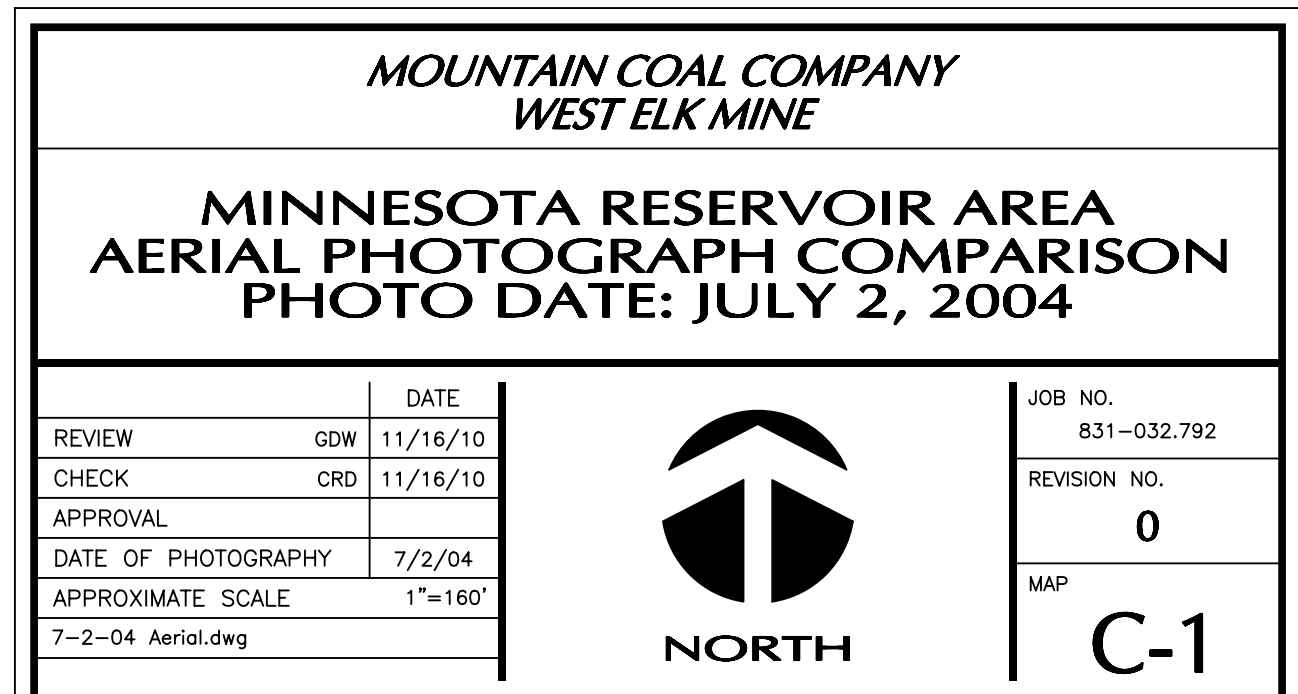 MOUNTAIN COAL COMPANY
WEST ELK MINE
MINNESOTA RESERVOIR AREA
AERIAL PHOTOGRAPH COMPARISON
PHOTO DATE: JULY 2, 2004
DATE
REVIEW GDW 11/16/10
CHECK CRD 11/16/10
APPROVAL
DATE OF PHOTOGRAPHY 7/2/04
APPROXIMATE SCALE 1"=160'
7-2-04 Aerial.dwg
NORTH
JOB NO.
831-032.792
REVISION NO.
0
MAP
C-1